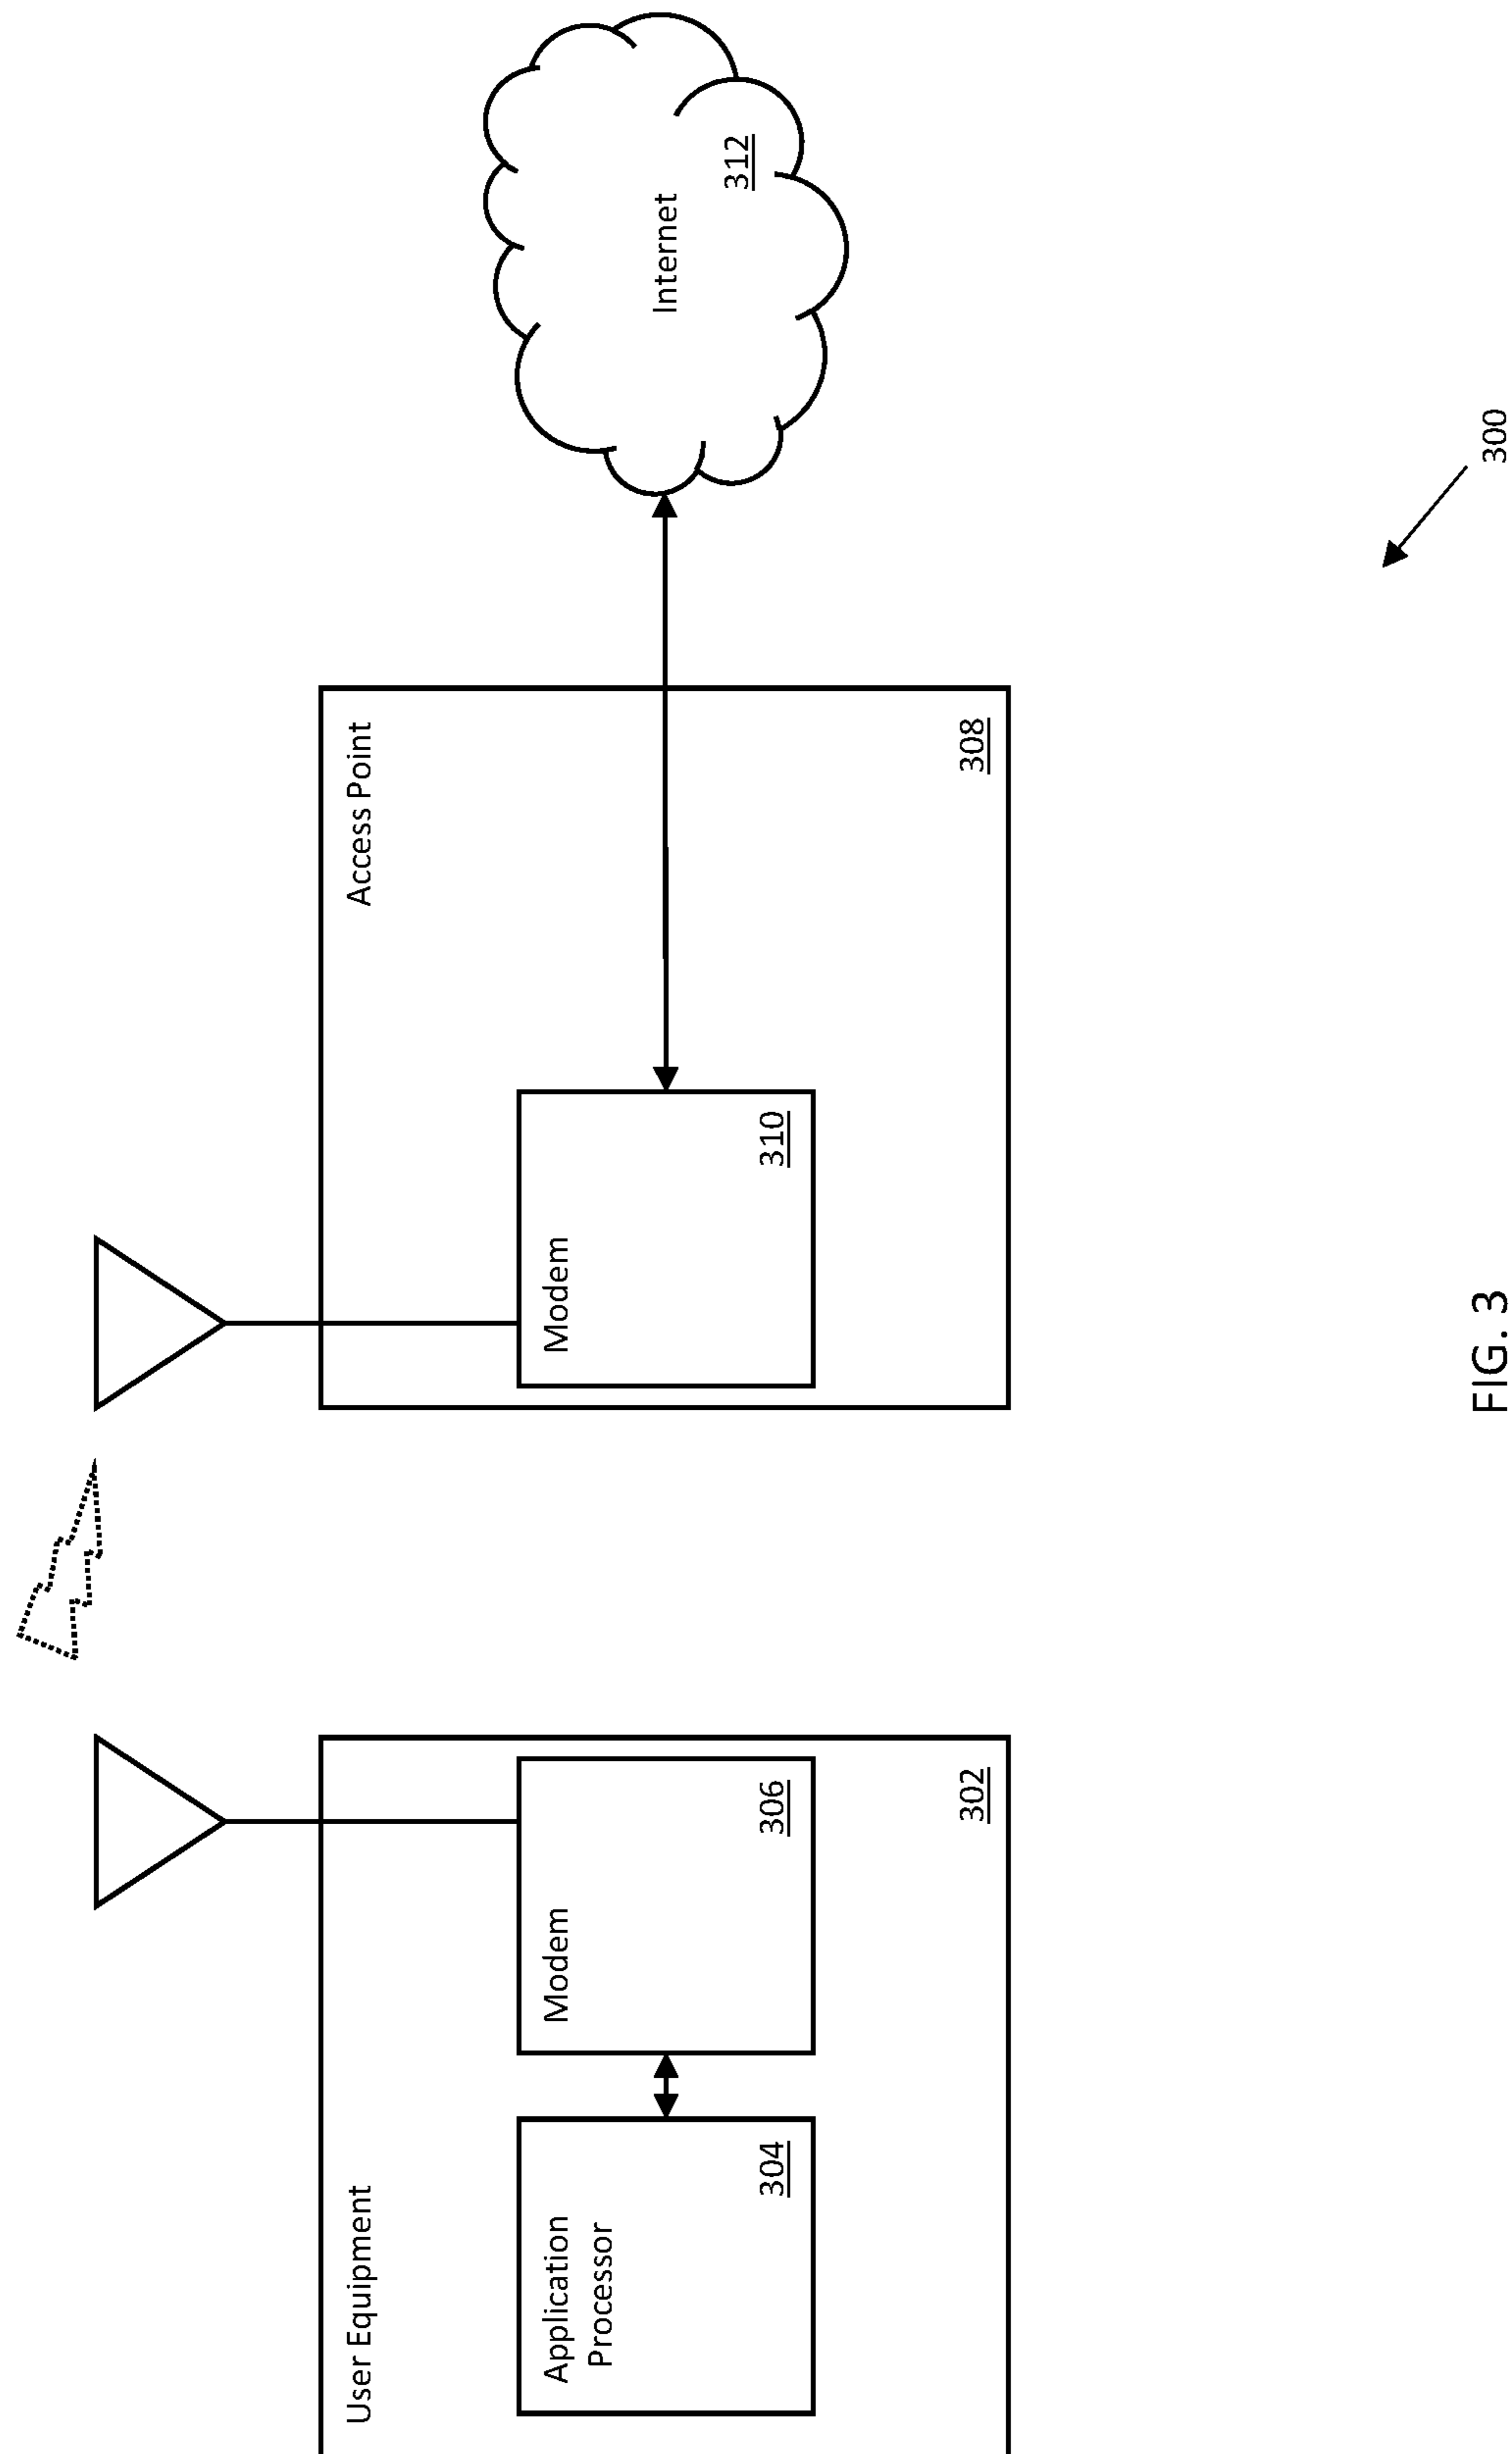 User Equipment
Application
Processor
304
Modem
306
302
Access Point
Modem
310
308
Internet
312
300
FIG. 3